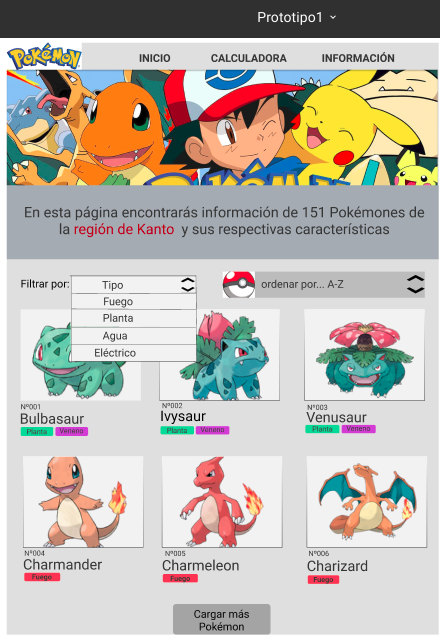 Prototipo1
POKéMON
INICIO
CALCULADORA
INFORMACIÓN
En esta página encontrarás información de 151 Pokémones de
la región de Kanto y sus respectivas características
Filtrar por:
Tipo
Fuego
Planta
Agua
Eléctrico
ordenar por... A-Z
Nº001
Bulbasaur
Planta
Veneno
Nº002
Ivysaur
Planta
Veneno
Nº003
Venusaur
Planta
Veneno
Nº004
Charmander
Fuego
Nº005
Charmeleon
Fuego
Nº006
Charizard
Fuego
Cargar más
Pokémon